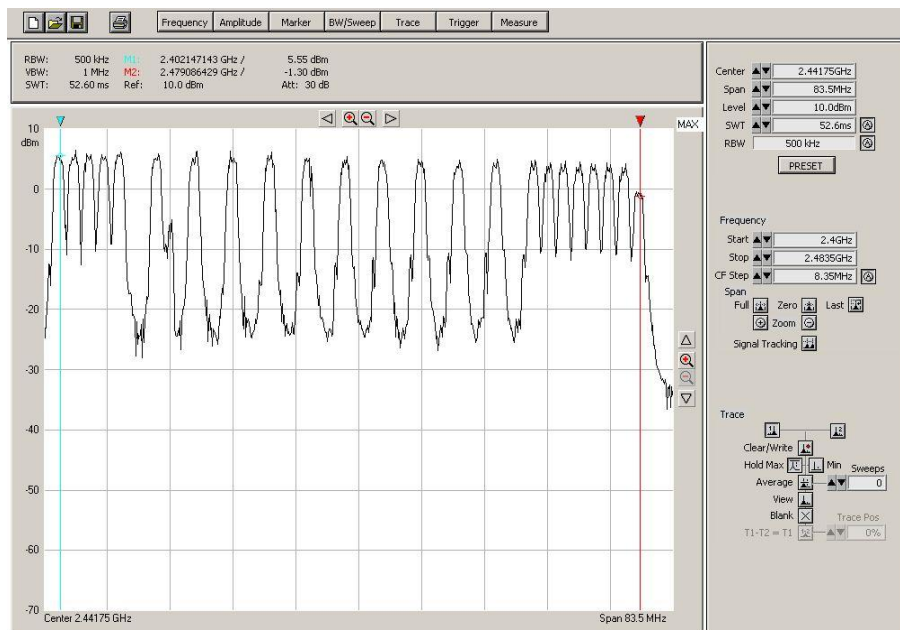 Frequency Amplitude Marker BW/Sweep Trace Trigger Measure
RBW: 500 kHz M1: 2.402147143 GHz / 5.55 dBm
VBW: 1 MHz M2: 2.479086429 GHz / -1.30 dBm
SWT: 52.60 ms Ref: 10.0 dBm Att: 30 dB
MAX
10
dBm
0
-10
-20
-30
-40
-50
-60
-70
Center 2.44175 GHz Span 83.5 MHz
Center 2.44175GHz
Span 83.5MHz
Level 10.0dBm
SWT 52.6ms
RBW 500 kHz
PRESET
Frequency
Start 2.4GHz
Stop 2.4835GHz
CF Step 8.35MHz
Span
Full Zero Last
Zoom
Signal Tracking
Trace
Clear/Write
Hold Max Min Sweeps
Average 0
View
Blank Trace Pos
T1-T2 = T1 0%